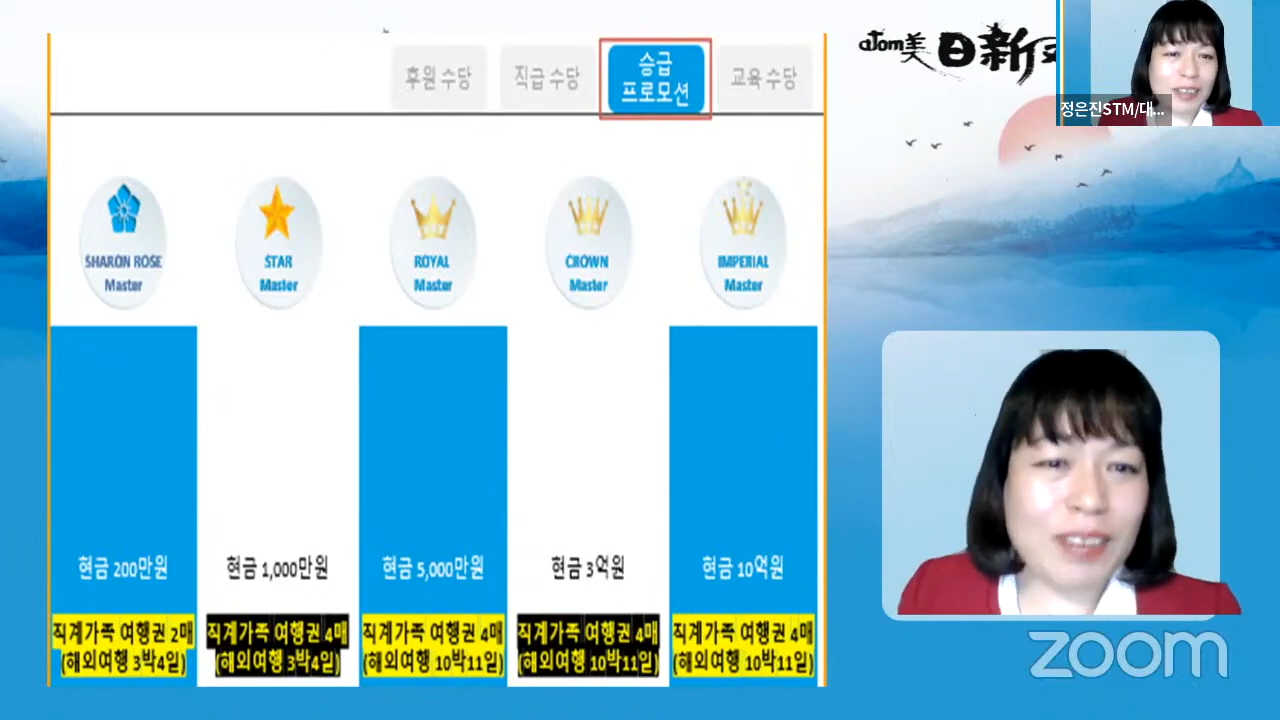 후원 수당
직급 수당
승급
프로모션
교육 수당
atom美 日新又
정은진STM/대...
SHARON ROSE
Master
STAR
Master
ROYAL
Master
CROWN
Master
IMPERIAL
Master
현금 200만원
현금 1,000만원
현금 5,000만원
현금 3억원
현금 10억원
직계가족 여행권 2매
(해외여행 3박4일)
직계가족 여행권 4매
(해외여행 3박4일)
직계가족 여행권 4매
(해외여행 10박11일)
직계가족 여행권 4매
(해외여행 10박11일)
직계가족 여행권 4매
(해외여행 10박11일)
zoom